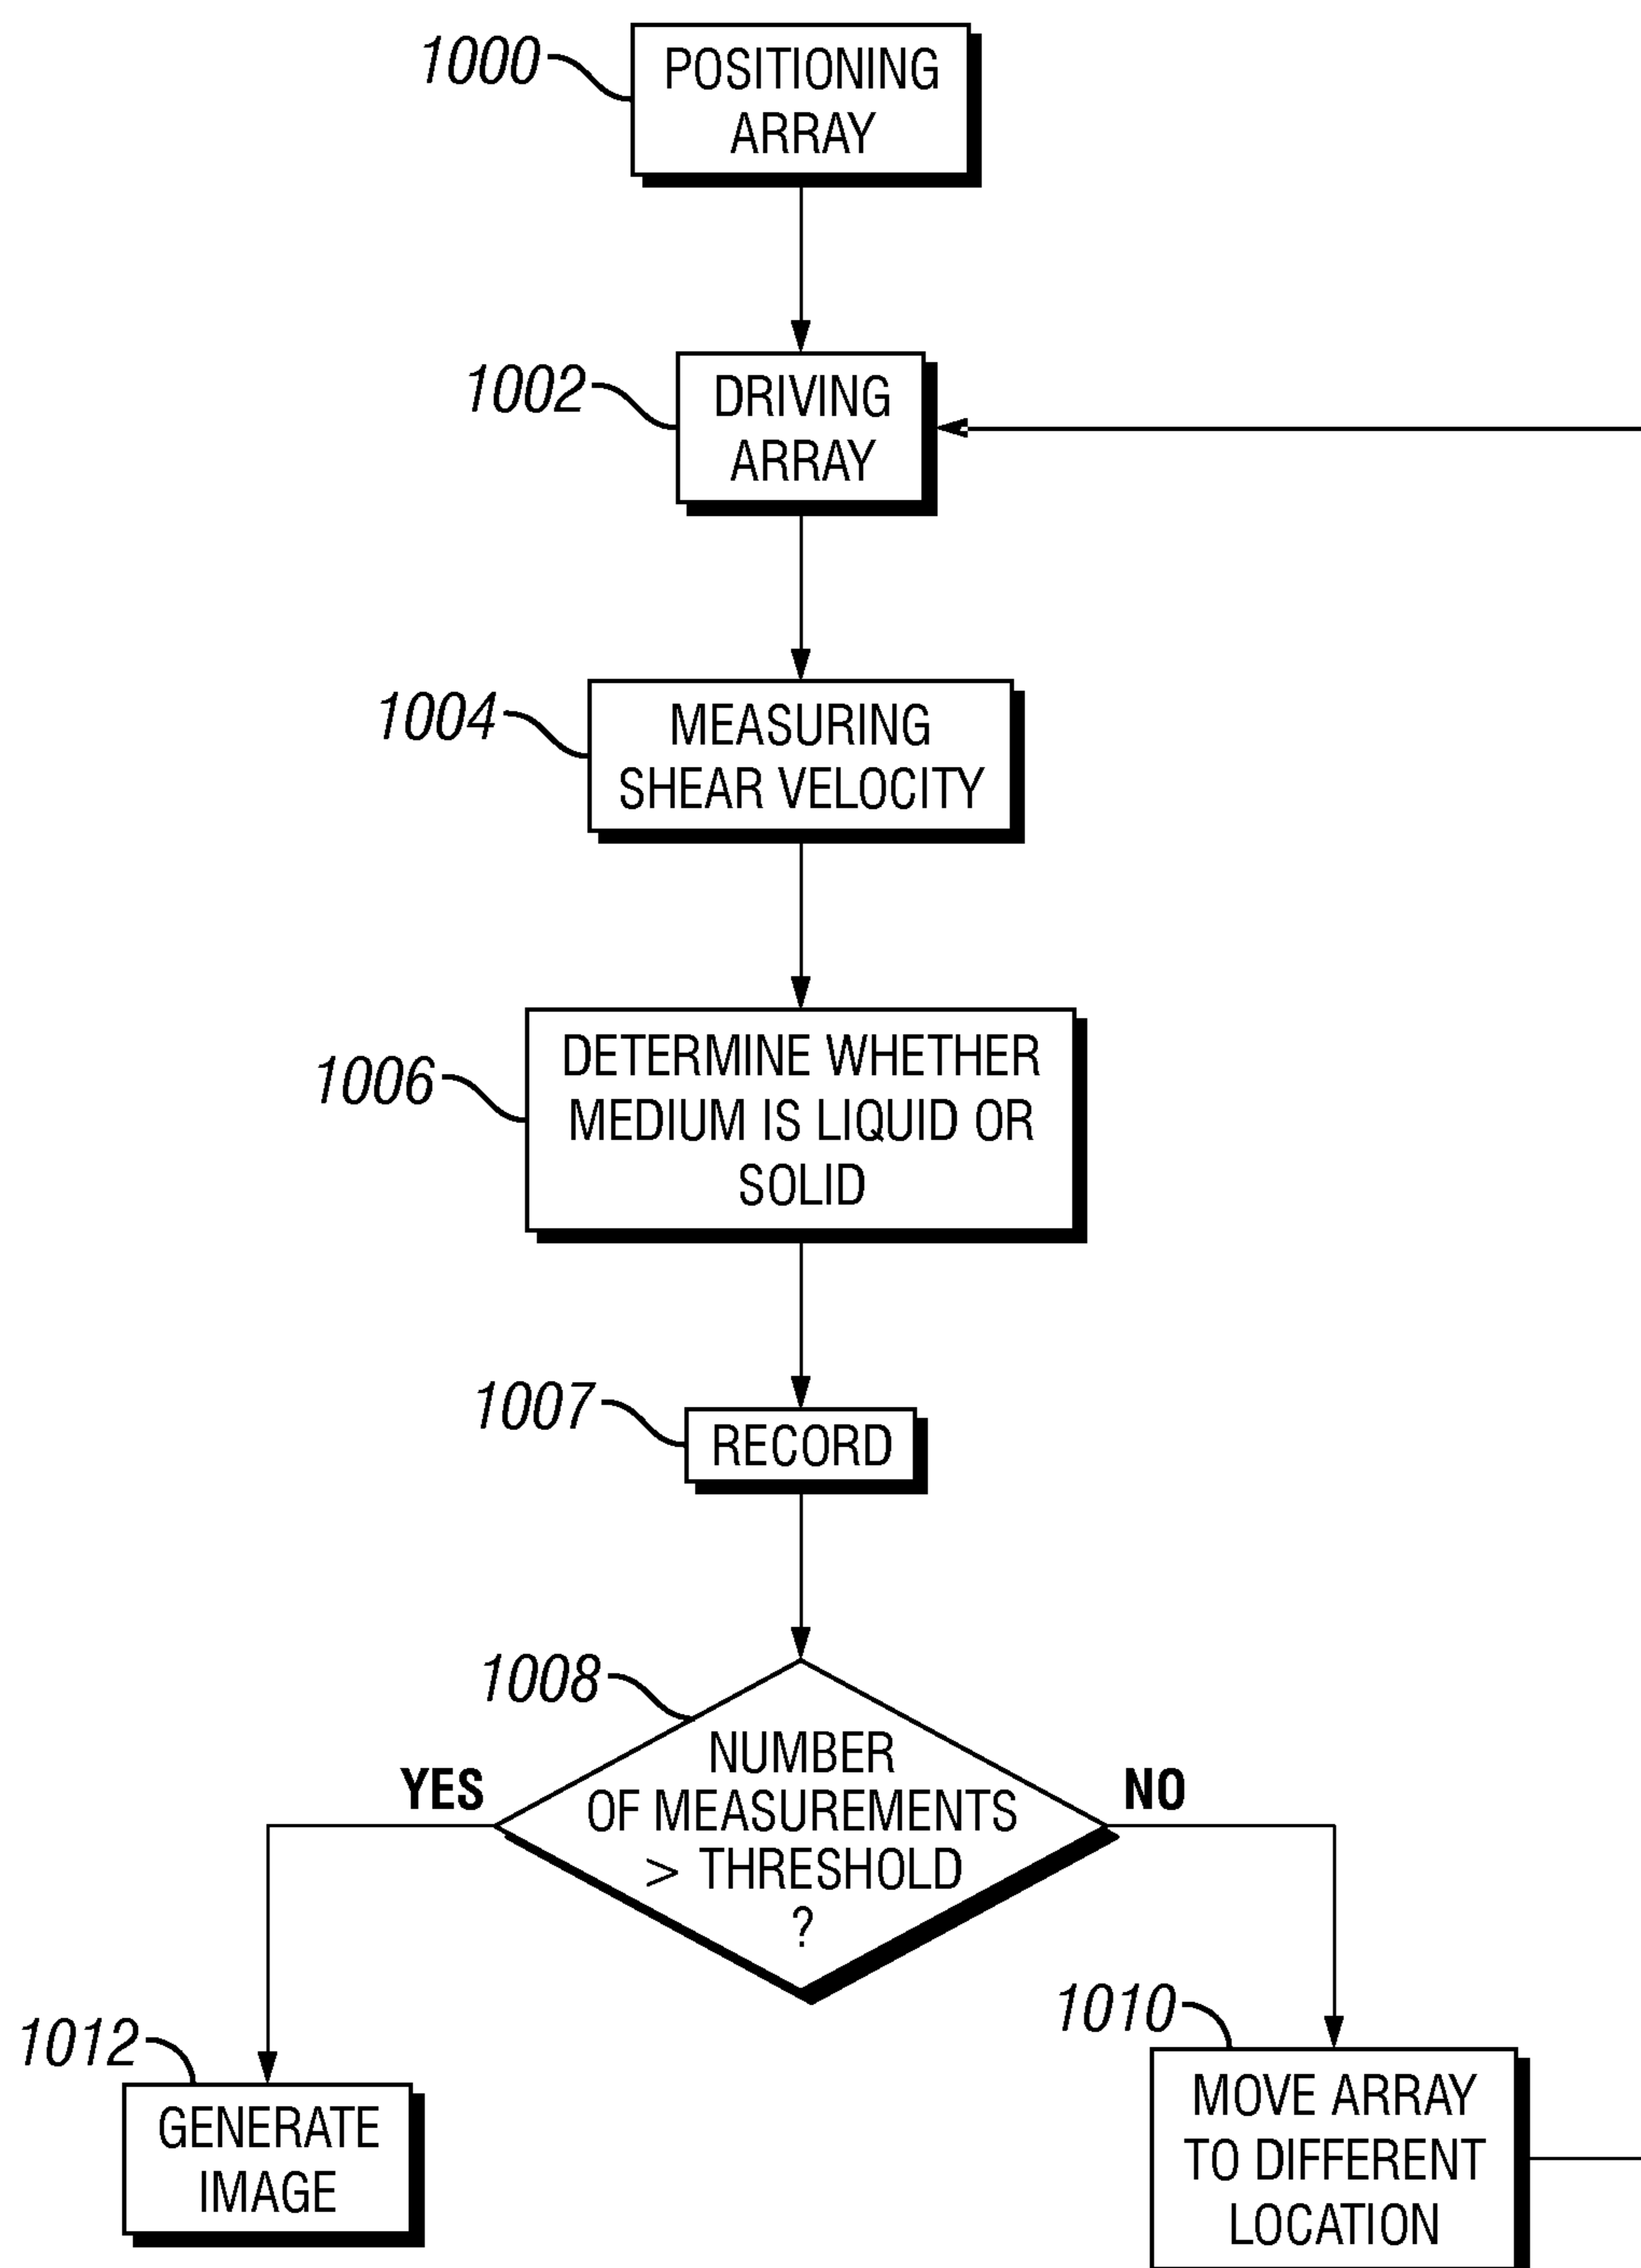 1000
POSITIONING
ARRAY
1002
DRIVING
ARRAY
1004
MEASURING
SHEAR VELOCITY
1006
DETERMINE WHETHER
MEDIUM IS LIQUID OR
SOLID
1007
RECORD
1008
NUMBER
OF MEASUREMENTS
> THRESHOLD
?
YES
NO
1012
GENERATE
IMAGE
1010
MOVE ARRAY
TO DIFFERENT
LOCATION